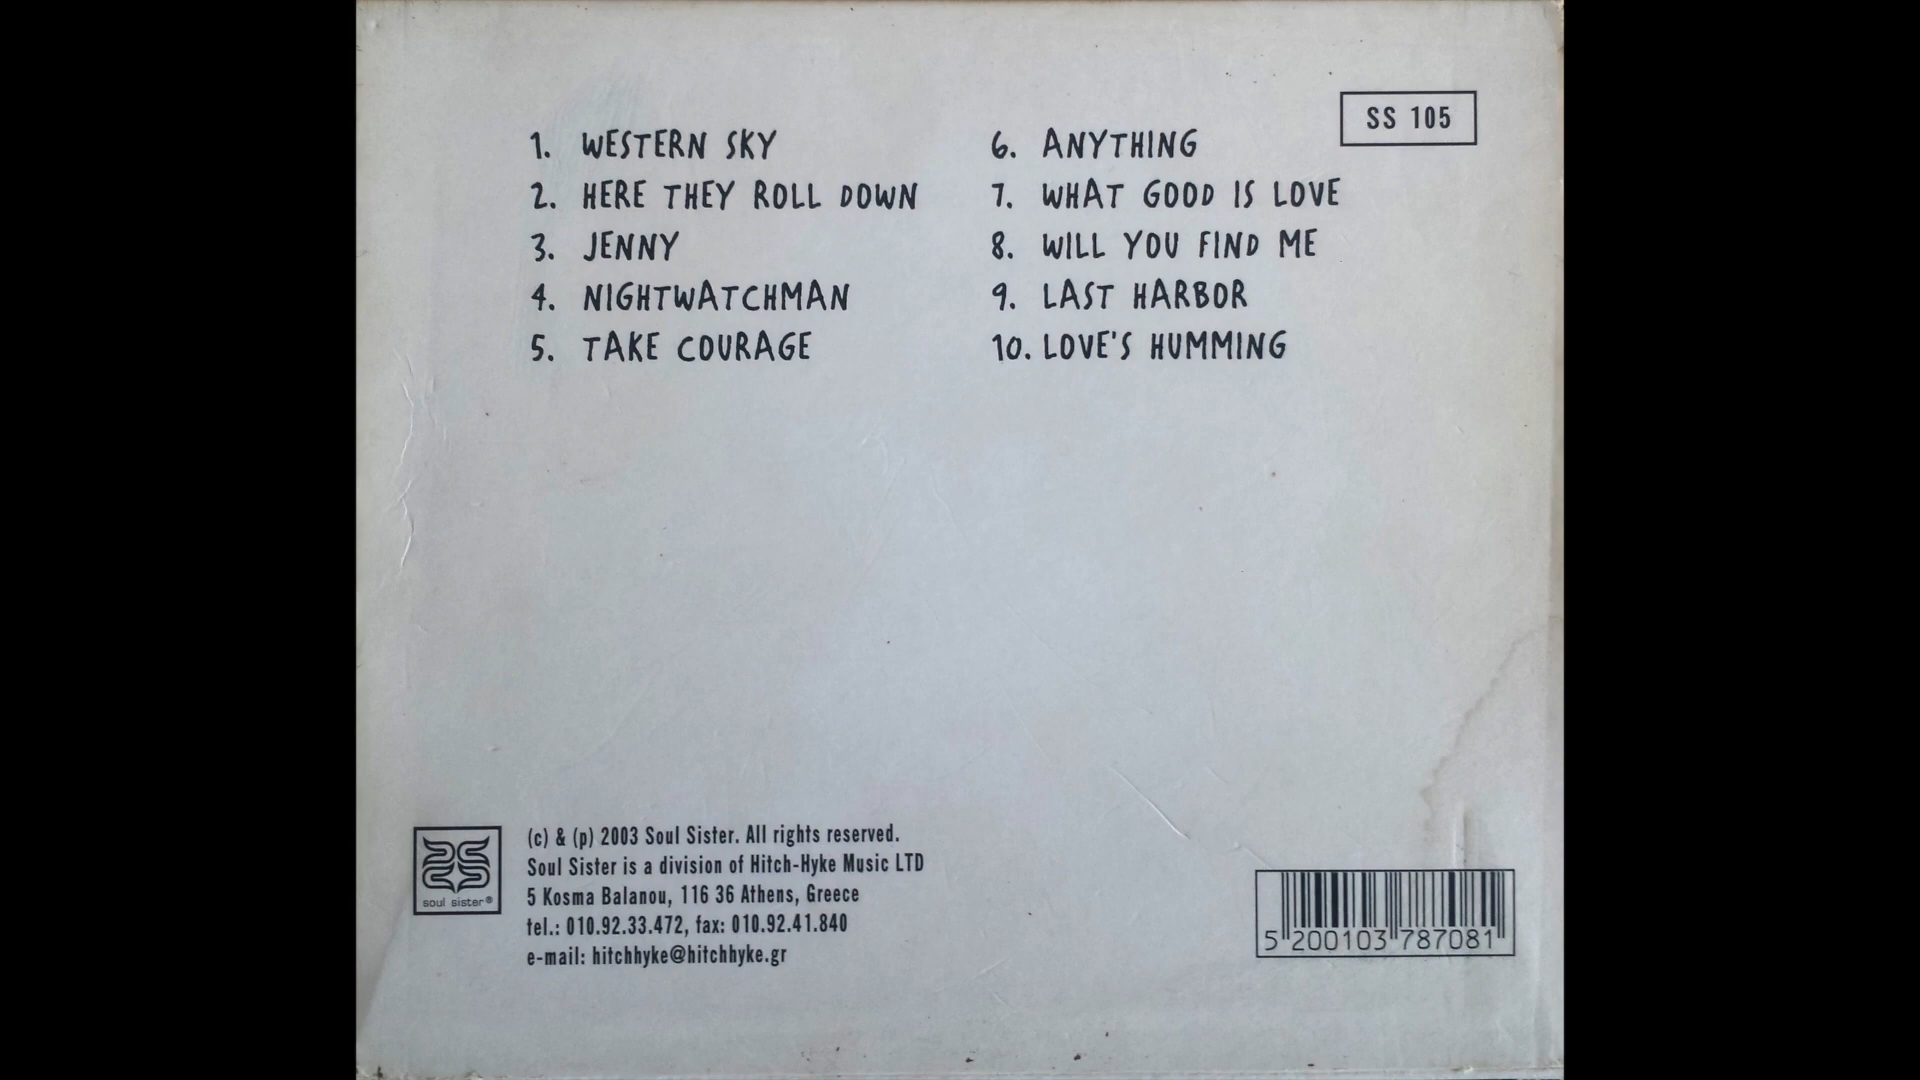 SS 105
1. WESTERN SKY
2. HERE THEY ROLL DOWN
3. JENNY
4. NIGHTWATCHMAN
5. TAKE COURAGE
6. ANYTHING
7. WHAT GOOD IS LOVE
8. WILL YOU FIND ME
9. LAST HARBOR
10. LOVE'S HUMMING
soul sister®
(c) & (p) 2003 Soul Sister. All rights reserved.
Soul Sister is a division of Hitch-Hyke Music LTD
5 Kosma Balanou, 116 36 Athens, Greece
tel.: 010.92.33.472, fax: 010.92.41.840
e-mail: hitchhyke@hitchhyke.gr
5 200103 787081